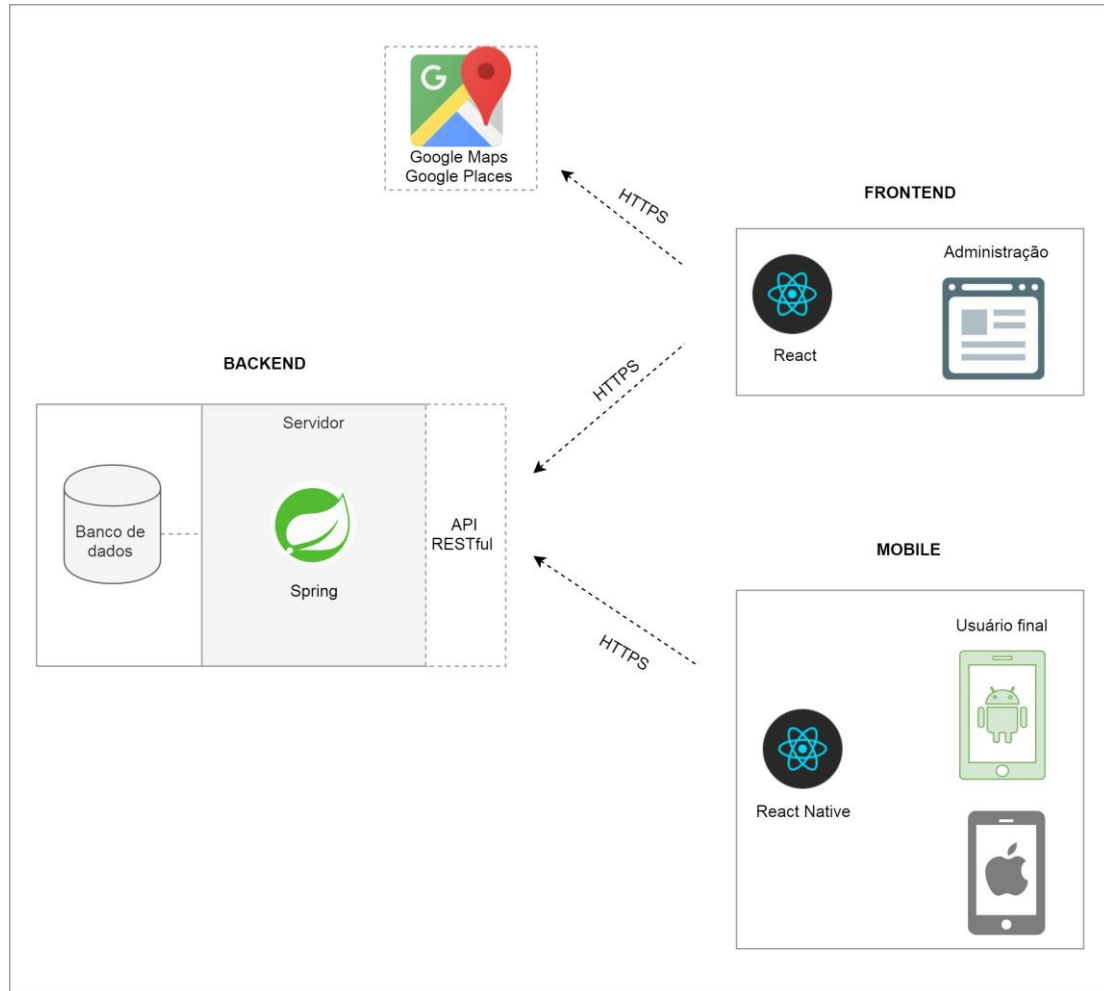 G
Google Maps
Google Places
HTTPS
FRONTEND
Administração
React
HTTPS
BACKEND
Servidor
Banco de
dados
Spring
API
RESTful
HTTPS
MOBILE
Usuário final
React Native